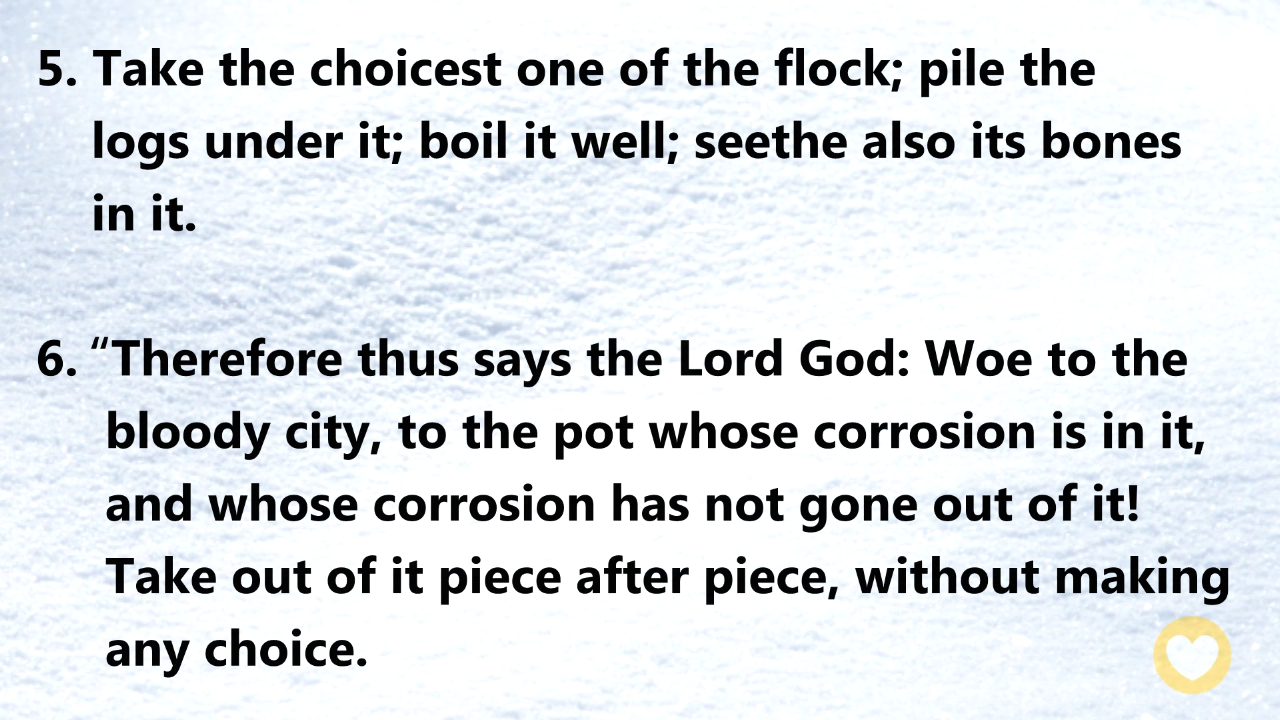 5. Take the choicest one of the flock; pile the
logs under it; boil it well; seethe also its bones
in it.
6. “Therefore thus says the Lord God: Woe to the
bloody city, to the pot whose corrosion is in it,
and whose corrosion has not gone out of it!
Take out of it piece after piece, without making
any choice.